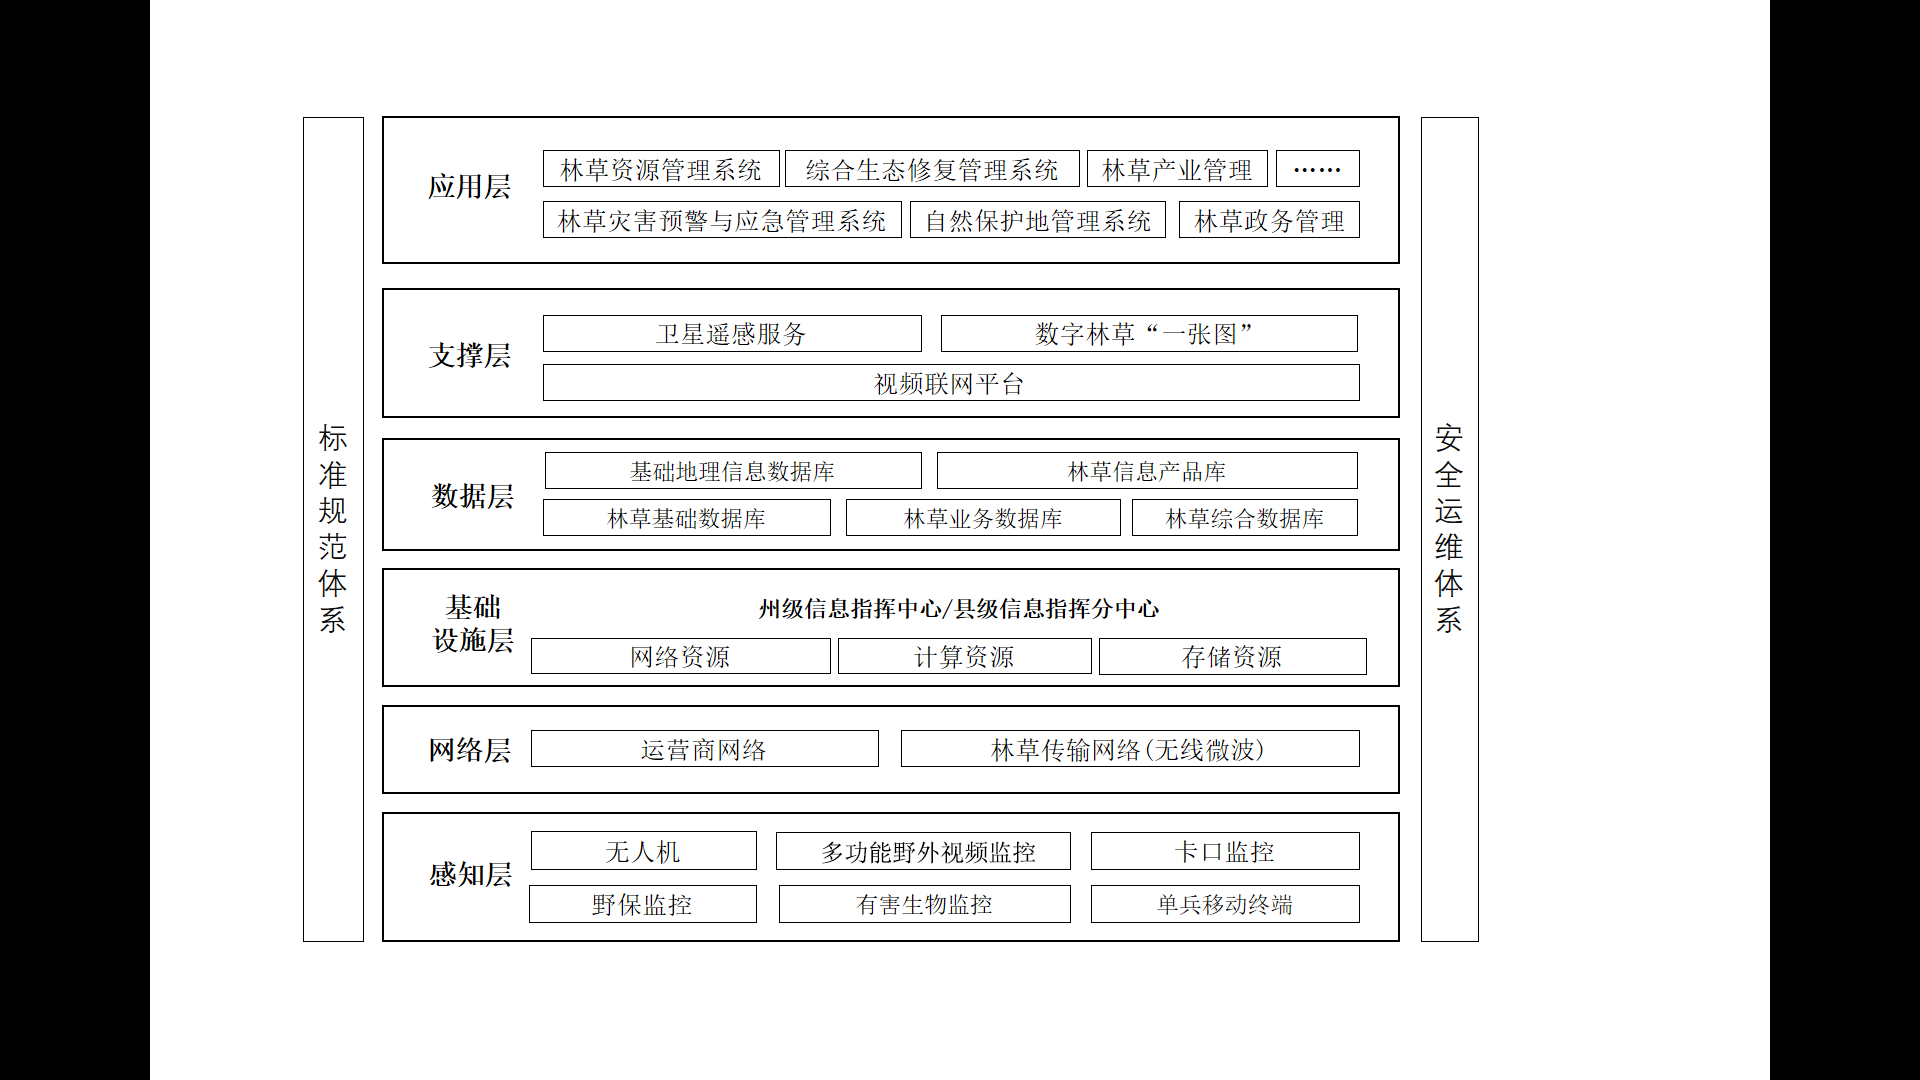 标准规范体系
应用层
林草资源管理系统
综合生态修复管理系统
林草产业管理
……
林草灾害预警与应急管理系统
自然保护地管理系统
林草政务管理
支撑层
卫星遥感服务
数字林草“一张图”
视频联网平台
数据层
基础地理信息数据库
林草信息产品库
林草基础数据库
林草业务数据库
林草综合数据库
基础
设施层
州级信息指挥中心/县级信息指挥分中心
网络资源
计算资源
存储资源
网络层
运营商网络
林草传输网络(无线微波)
感知层
无人机
多功能野外视频监控
卡口监控
野保监控
有害生物监控
单兵移动终端
安全运维体系